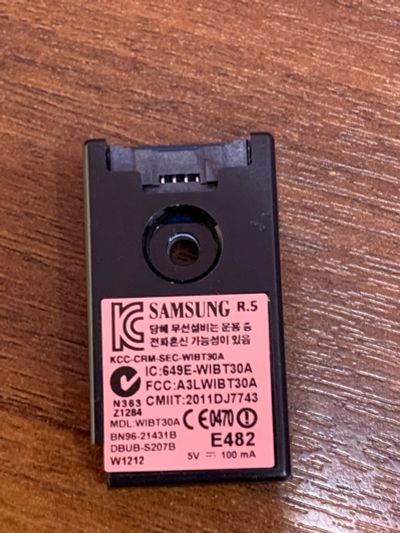 SAMSUNG R.5
당해 무선설비는 운용 중
전파혼신 가능성이 있음
KCC-CRM-SEC-WIBT30A
IC:649E-WIBT30A
FCC:A3LWIBT30A
N363 CMIIT:2011DJ7743
Z1284
MDL:WIBT30A CE0470
BN96-21431B
DBUB-S207B E482
W1212 5V ⎓ 100 mA